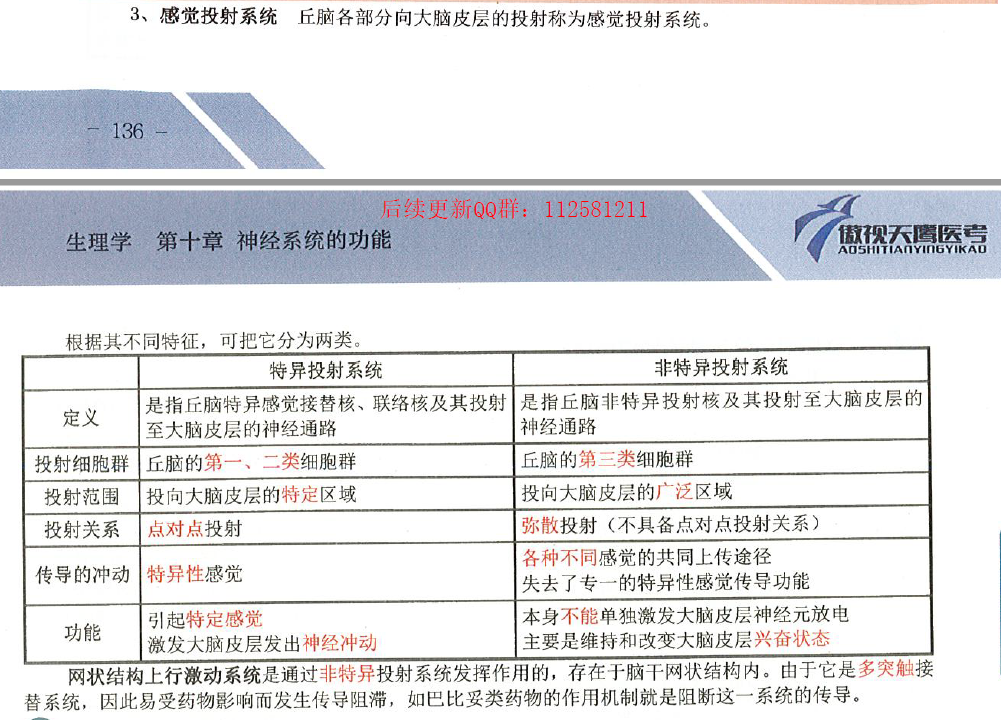 3、感觉投射系统 丘脑各部分向大脑皮层的投射称为感觉投射系统。
- 136 -
后续更新QQ群：112581211
生理学 第十章 神经系统的功能
傲视天鹰医考
AOSHITIANYINGYIKAO
根据其不同特征，可把它分为两类。
特异投射系统 非特异投射系统
定义 是指丘脑特异感觉接替核、联络核及其投射 是指丘脑非特异投射核及其投射至大脑皮层的
至大脑皮层的神经通路 神经通路
投射细胞群 丘脑的第一、二类细胞群 丘脑的第三类细胞群
投射范围 投向大脑皮层的特定区域 投向大脑皮层的广泛区域
投射关系 点对点投射 弥散投射（不具备点对点投射关系）
传导的冲动 特异性感觉 各种不同感觉的共同上传途径
失去了专一的特异性感觉传导功能
功能 引起特定感觉 本身不能单独激发大脑皮层神经元放电
激发大脑皮层发出神经冲动 主要是维持和改变大脑皮层兴奋状态
网状结构上行激动系统是通过非特异投射系统发挥作用的，存在于脑干网状结构内。由于它是多突触接
替系统，因此易受药物影响而发生传导阻滞，如巴比妥类药物的作用机制就是阻断这一系统的传导。